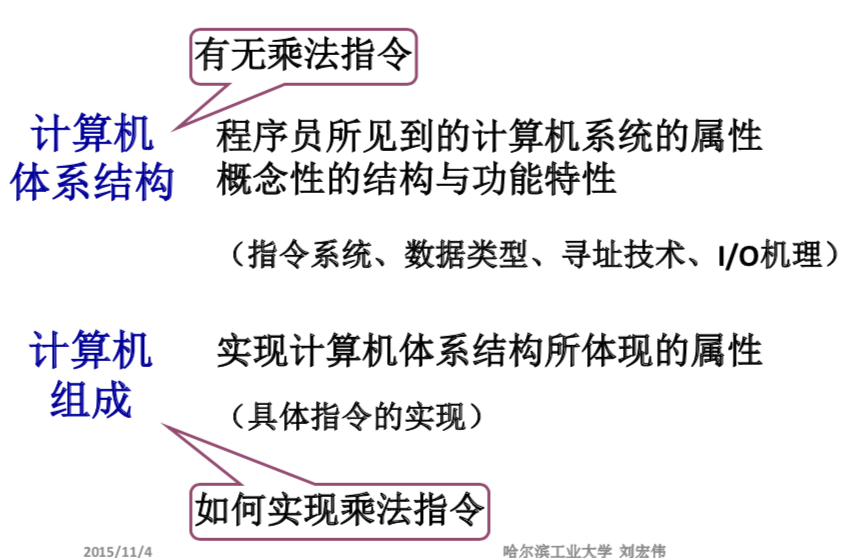 有无乘法指令
计算机
体系结构
程序员所见到的计算机系统的属性
概念性的结构与功能特性
（指令系统、数据类型、寻址技术、I/O机理）
计算机
组成
实现计算机体系结构所体现的属性
（具体指令的实现）
如何实现乘法指令
2015/11/4
哈尔滨工业大学 刘宏伟